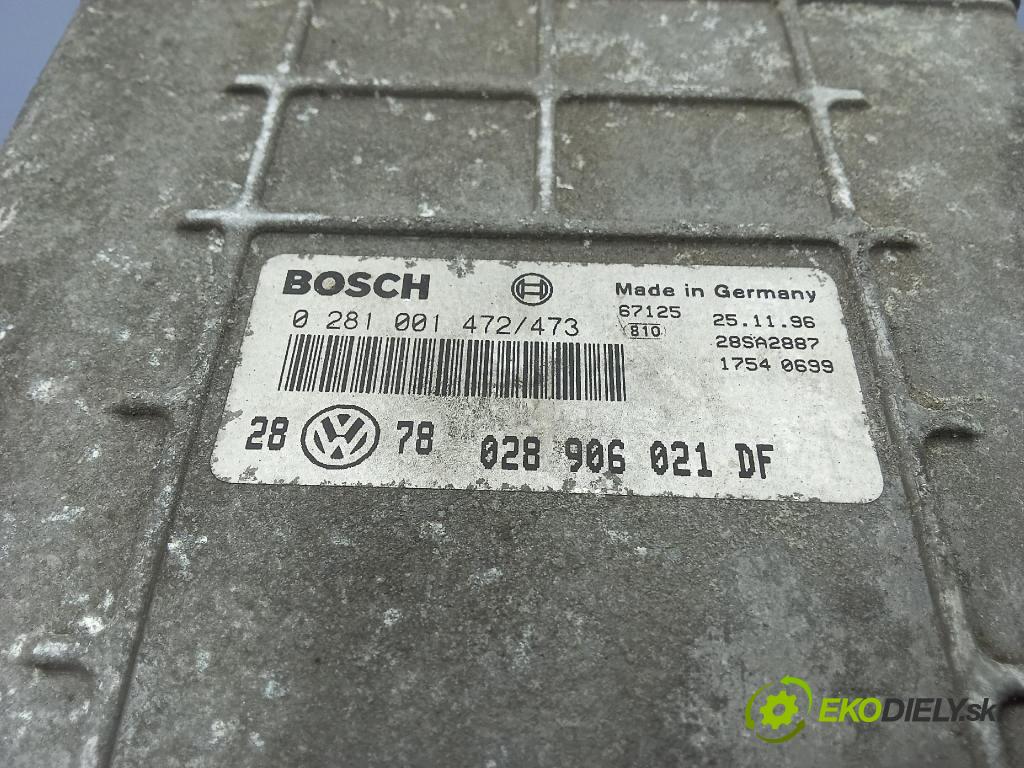 BOSCH
Made in Germany
0 281 001 472/473
67125 25.11.96
810 28SA2887
1754 0699
28 VW 78 028 906 021 DF
EKODIELY.sk